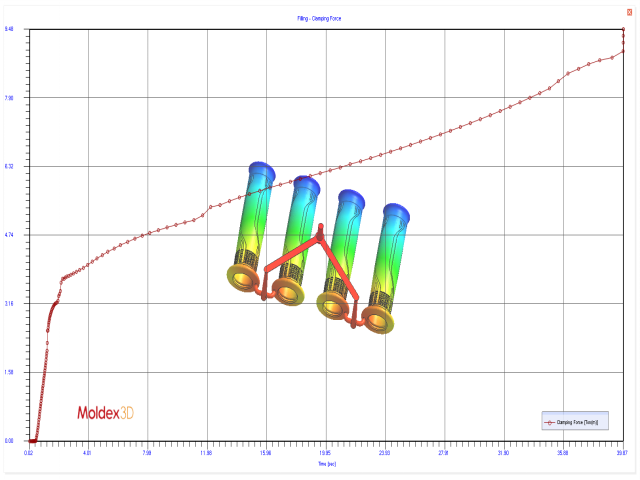 Filling - Clamping Force
9.48
7.90
6.32
4.74
3.16
1.58
0.00
0.02 4.01 7.99 11.98 15.96 19.95 23.93 27.91 31.90 35.88 39.87
Time [sec]
Moldex3D
Clamping Force [Ton(m)]